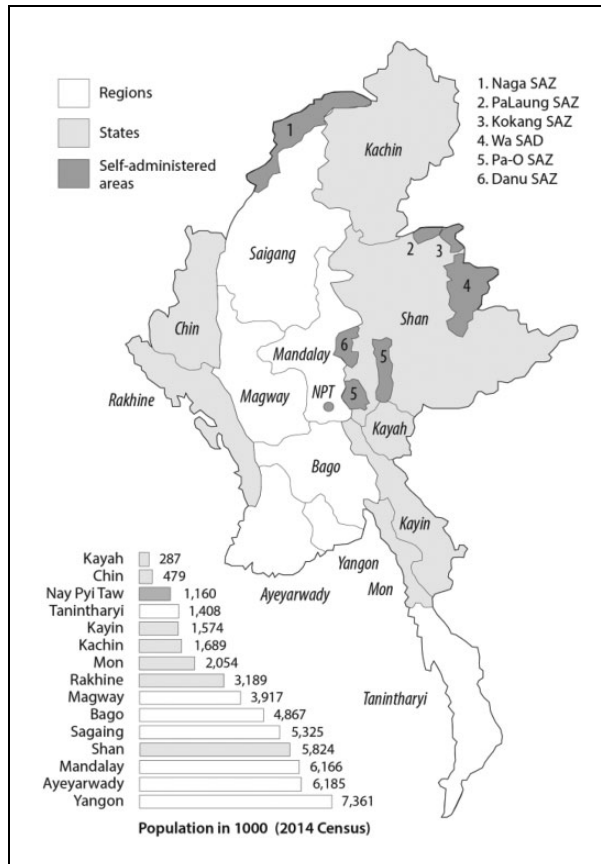 Regions
States
Self-administered
areas
1. Naga SAZ
2. PaLaung SAZ
3. Kokang SAZ
4. Wa SAD
5. Pa-O SAZ
6. Danu SAZ
1
Kachin
Saigang
2
3
4
Chin
Shan
Mandalay
6
5
Rakhine
Magway
NPT
5
Kayah
Bago
Kayin
Yangon
Ayeyarwady
Mon
Tanintharyi
Kayah 287
Chin 479
Nay Pyi Taw 1,160
Tanintharyi 1,408
Kayin 1,574
Kachin 1,689
Mon 2,054
Rakhine 3,189
Magway 3,917
Bago 4,867
Sagaing 5,325
Shan 5,824
Mandalay 6,166
Ayeyarwady 6,185
Yangon 7,361
Population in 1000 (2014 Census)